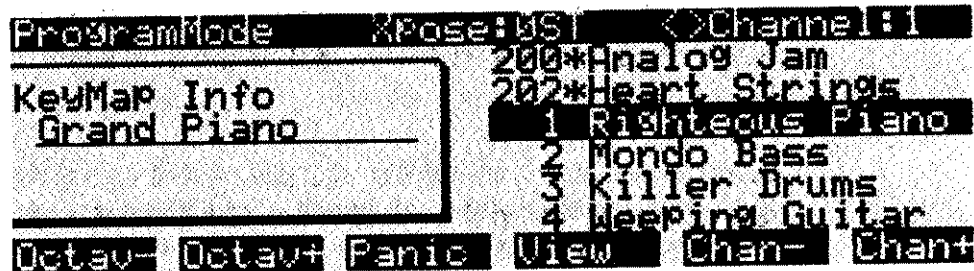 ProgramMode Xpose:0ST <>Channel:1
KeyMap Info
Grand Piano
200*Analog Jam
202*Heart Strings
1 Righteous Piano
2 Mondo Bass
3 Killer Drums
4 Weeping Guitar
Octav- Octav+ Panic View Chan- Chan+